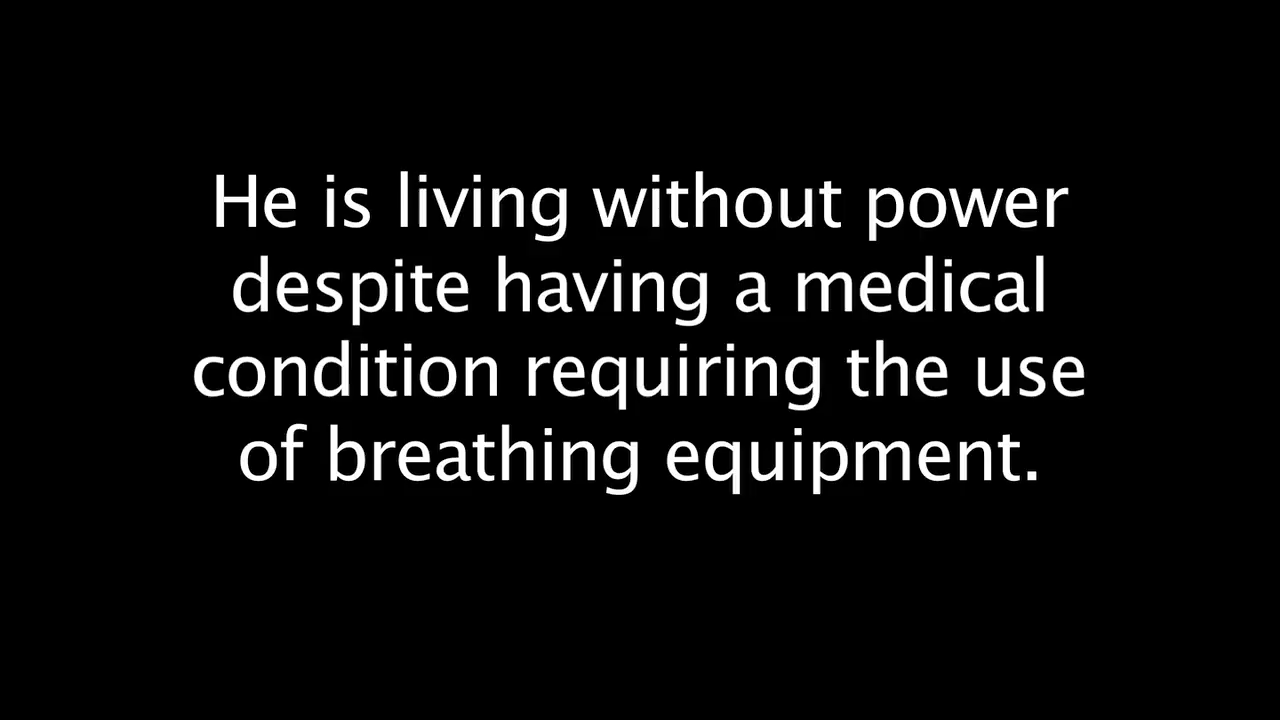 He is living without power
despite having a medical
condition requiring the use
of breathing equipment.